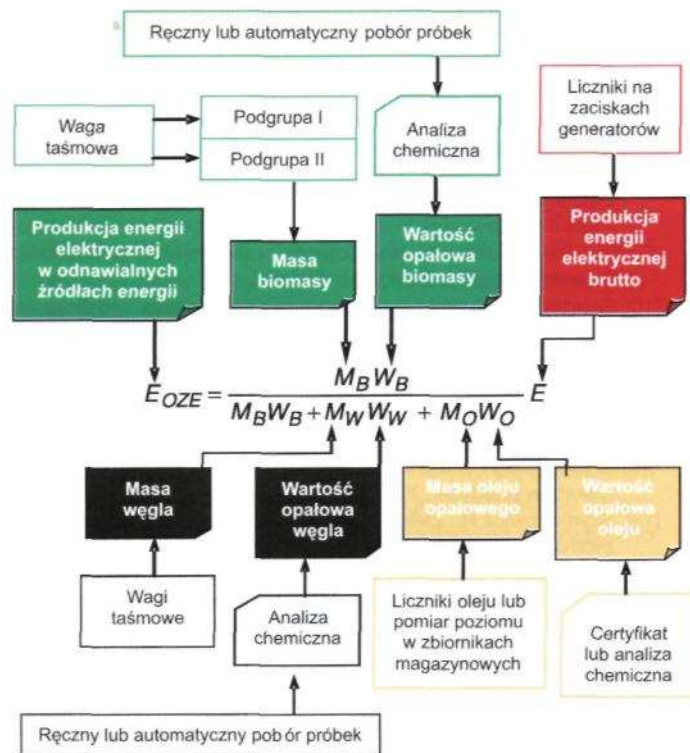 Ręczny lub automatyczny pobór próbek
Waga
taśmowa
Podgrupa I
Podgrupa II
Analiza
chemiczna
Liczniki na
zaciskach
generatorów
Produkcja energii
elektrycznej
w odnawialnych
źródłach energii
Masa
biomasy
Wartość
opałowa
biomasy
Produkcja
energii
elektrycznej
brutto
E_OZE = \frac{M_B W_B}{M_B W_B + M_W W_W + M_O W_O} E
Masa
węgla
Wartość
opałowa
węgla
Masa oleju
opałowego
Wartość
opałowa
oleju
Wagi
taśmowe
Analiza
chemiczna
Liczniki oleju lub
pomiar poziomu
w zbiornikach
magazynowych
Certyfikat
lub analiza
chemiczna
Ręczny lub automatyczny pobór próbek